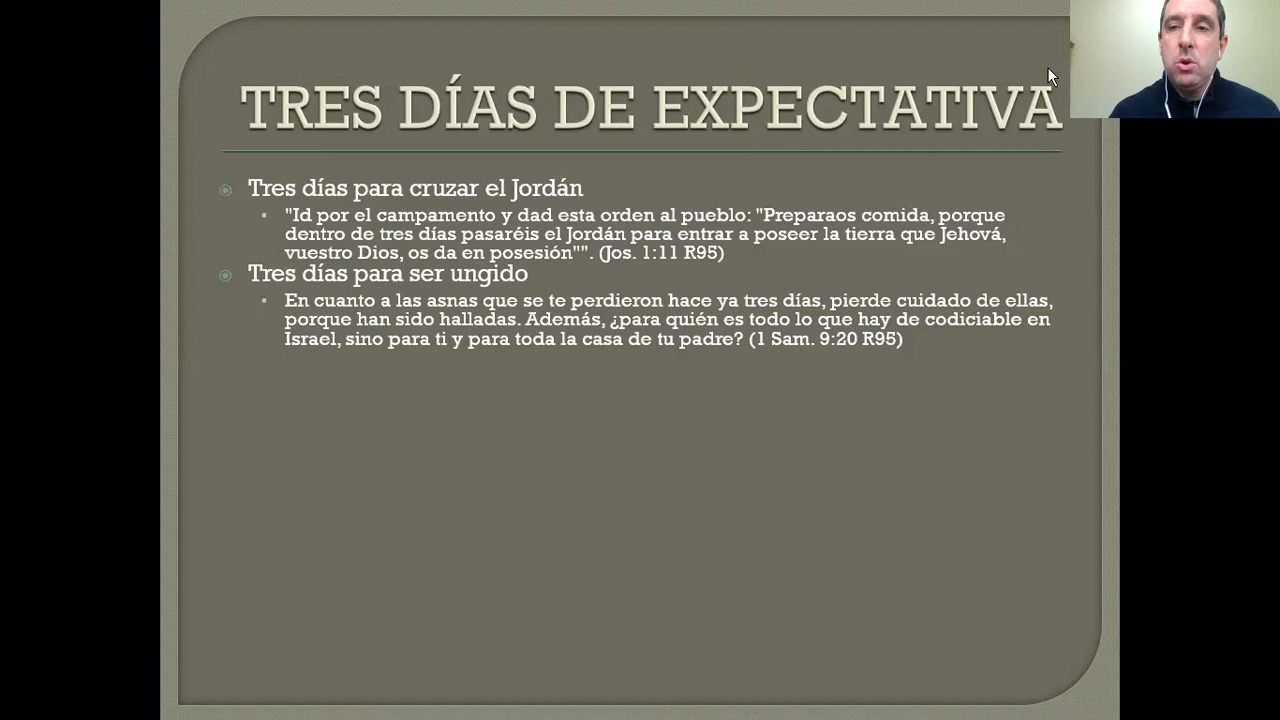 TRES DÍAS DE EXPECTATIVA
Tres días para cruzar el Jordán
"Id por el campamento y dad esta orden al pueblo: "Preparaos comida, porque
dentro de tres días pasaréis el Jordán para entrar a poseer la tierra que Jehová,
vuestro Dios, os da en posesión"". (Jos. 1:11 R95)
Tres días para ser ungido
En cuanto a las asnas que se te perdieron hace ya tres días, pierde cuidado de ellas,
porque han sido halladas. Además, ¿para quién es todo lo que hay de codiciable en
Israel, sino para ti y para toda la casa de tu padre? (1 Sam. 9:20 R95)